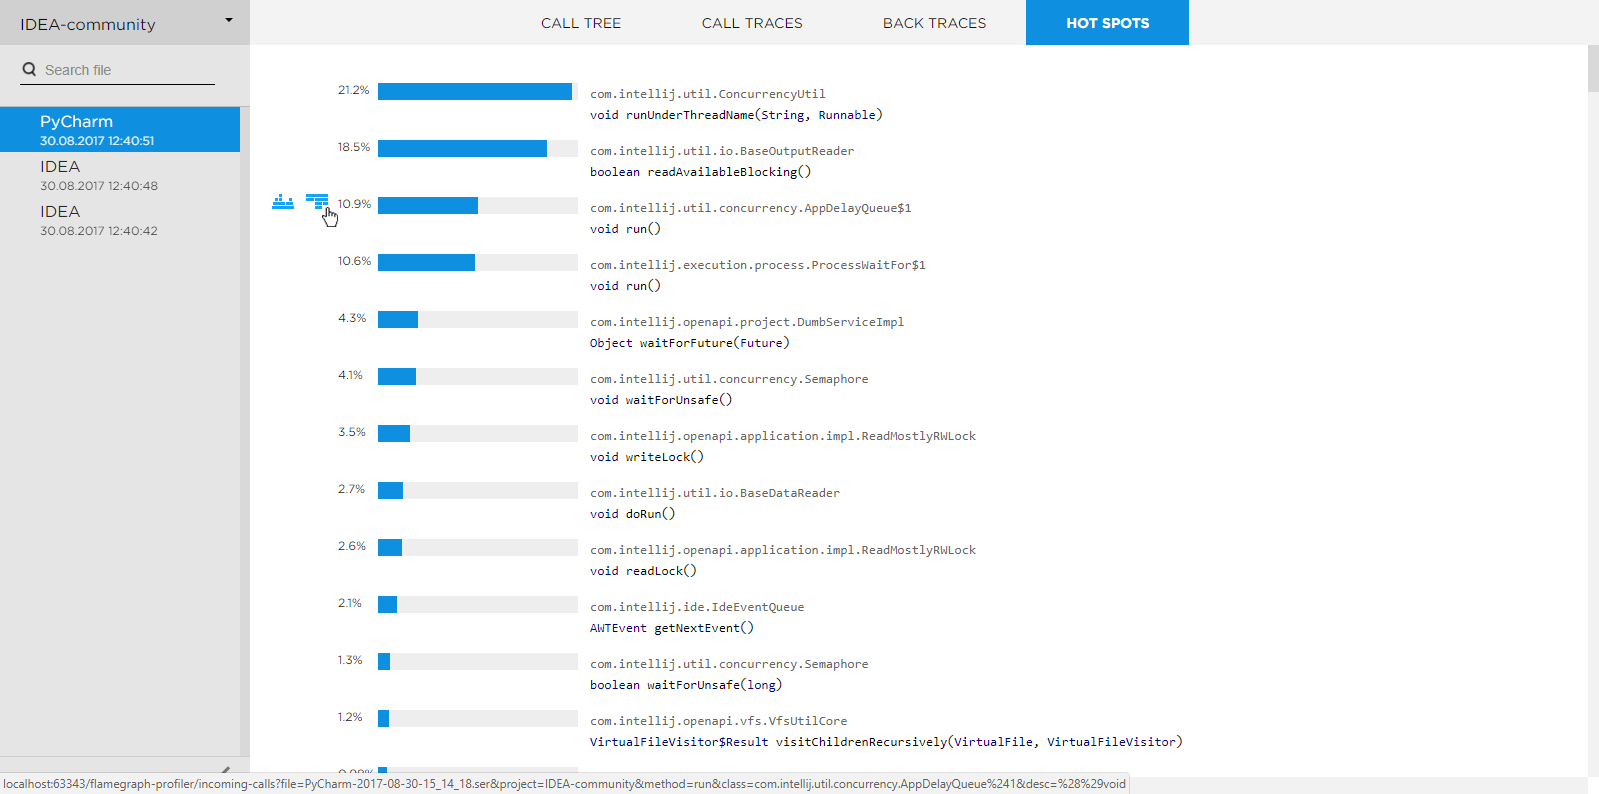 IDEA-community
CALL TREE
CALL TRACES
BACK TRACES
HOT SPOTS
Search file
PyCharm
30.08.2017 12:40:51
IDEA
30.08.2017 12:40:48
IDEA
30.08.2017 12:40:42
21.2%
com.intellij.util.ConcurrencyUtil
void runUnderThreadName(String, Runnable)
18.5%
com.intellij.util.io.BaseOutputReader
boolean readAvailableBlocking()
10.9%
com.intellij.util.concurrency.AppDelayQueue$1
void run()
10.6%
com.intellij.execution.process.ProcessWaitFor$1
void run()
4.3%
com.intellij.openapi.project.DumbServiceImpl
Object waitForFuture(Future)
4.1%
com.intellij.util.concurrency.Semaphore
void waitForUnsafe()
3.5%
com.intellij.openapi.application.impl.ReadMostlyRWLock
void writeLock()
2.7%
com.intellij.util.io.BaseDataReader
void doRun()
2.6%
com.intellij.openapi.application.impl.ReadMostlyRWLock
void readLock()
2.1%
com.intellij.ide.IdeEventQueue
AWTEvent getNextEvent()
1.3%
com.intellij.util.concurrency.Semaphore
boolean waitForUnsafe(long)
1.2%
com.intellij.openapi.vfs.VfsUtilCore
VirtualFileVisitor$Result visitChildrenRecursively(VirtualFile, VirtualFileVisitor)
localhost:63343/flamegraph-profiler/incoming-calls?file=PyCharm-2017-08-30-15_14_18.ser&project=IDEA-community&method=run&class=com.intellij.util.concurrency.AppDelayQueue%241&desc=%28%29void